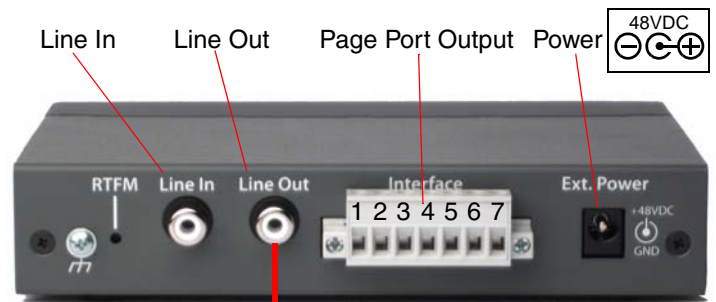 48VDC
Line In Line Out Page Port Output Power
RTFM Line In Line Out Interface Ext. Power
1 2 3 4 5 6 7
+48VDC
GND